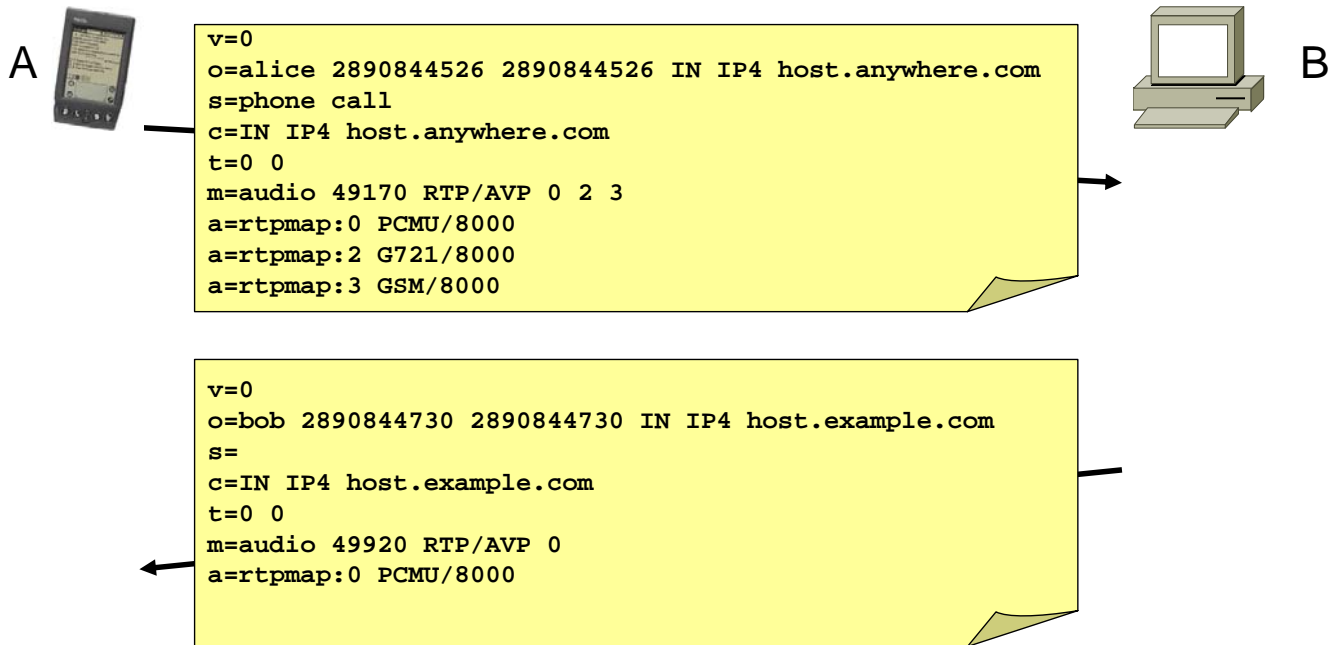 A
B
v=0
o=alice 2890844526 2890844526 IN IP4 host.anywhere.com
s=phone call
c=IN IP4 host.anywhere.com
t=0 0
m=audio 49170 RTP/AVP 0 2 3
a=rtpmap:0 PCMU/8000
a=rtpmap:2 G721/8000
a=rtpmap:3 GSM/8000
v=0
o=bob 2890844730 2890844730 IN IP4 host.example.com
s=
c=IN IP4 host.example.com
t=0 0
m=audio 49920 RTP/AVP 0
a=rtpmap:0 PCMU/8000